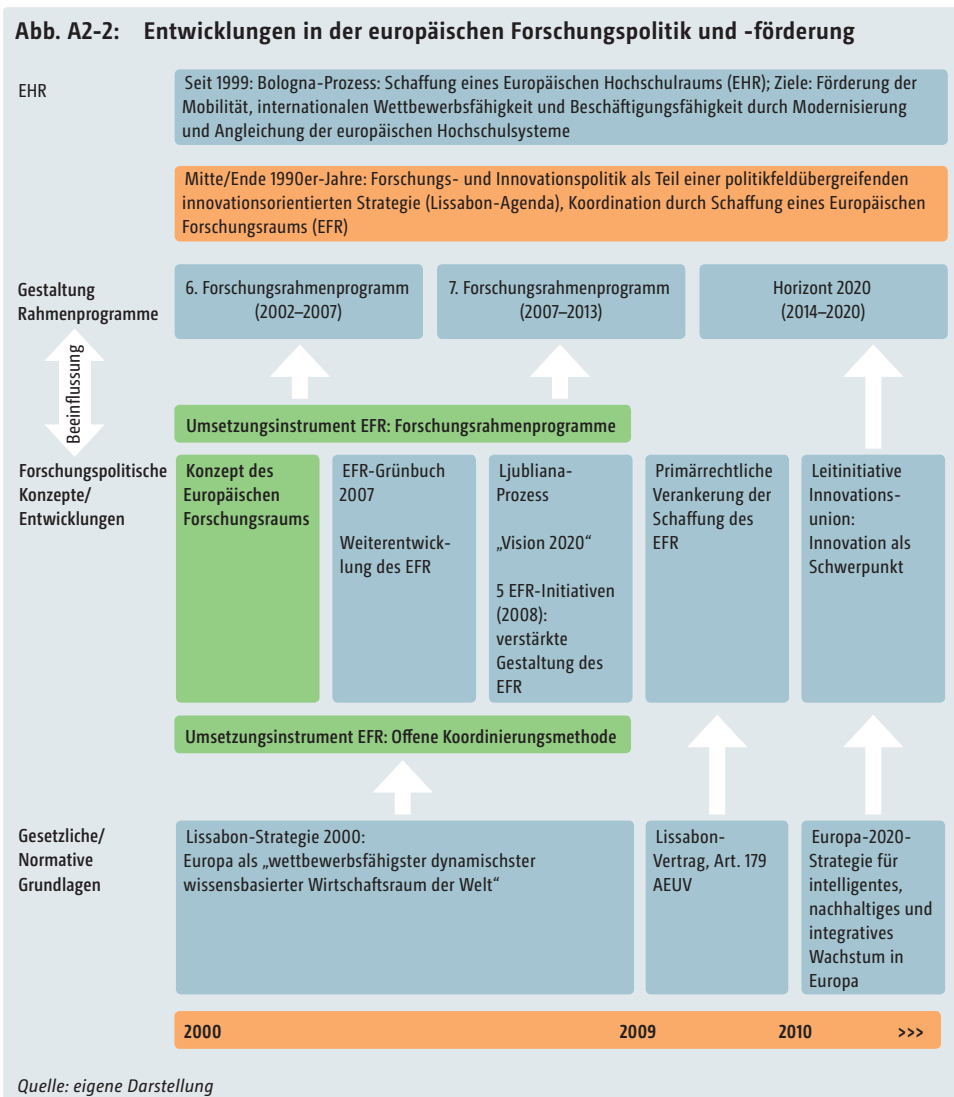 Abb. A2-2: Entwicklungen in der europäischen Forschungspolitik und -förderung
EHR
Seit 1999: Bologna-Prozess: Schaffung eines Europäischen Hochschulraums (EHR); Ziele: Förderung der
Mobilität, internationalen Wettbewerbsfähigkeit und Beschäftigungsfähigkeit durch Modernisierung
und Angleichung der europäischen Hochschulsysteme
Mitte/Ende 1990er-Jahre: Forschungs- und Innovationspolitik als Teil einer politikfeldübergreifenden
innovationsorientierten Strategie (Lissabon-Agenda), Koordination durch Schaffung eines Europäischen
Forschungsraums (EFR)
Gestaltung
Rahmenprogramme
6. Forschungsrahmenprogramm
(2002–2007)
7. Forschungsrahmenprogramm
(2007–2013)
Horizont 2020
(2014–2020)
Beeinflussung
Umsetzungsinstrument EFR: Forschungsrahmenprogramme
Forschungspolitische
Konzepte/
Entwicklungen
Konzept des
Europäischen
Forschungsraums
EFR-Grünbuch
2007
Weiterentwick-
lung des EFR
Ljubliana-
Prozess
„Vision 2020“
5 EFR-Initiativen
(2008):
verstärkte
Gestaltung des
EFR
Primärrechtliche
Verankerung der
Schaffung des
EFR
Leitinitiative
Innovations-
union:
Innovation als
Schwerpunkt
Umsetzungsinstrument EFR: Offene Koordinierungsmethode
Gesetzliche/
Normative
Grundlagen
Lissabon-Strategie 2000:
Europa als „wettbewerbsfähigster dynamischster
wissensbasierter Wirtschaftsraum der Welt“
Lissabon-
Vertrag, Art. 179
AEUV
Europa-2020-
Strategie für
intelligentes,
nachhaltiges und
integratives
Wachstum in
Europa
2000 2009 2010 >>>
Quelle: eigene Darstellung